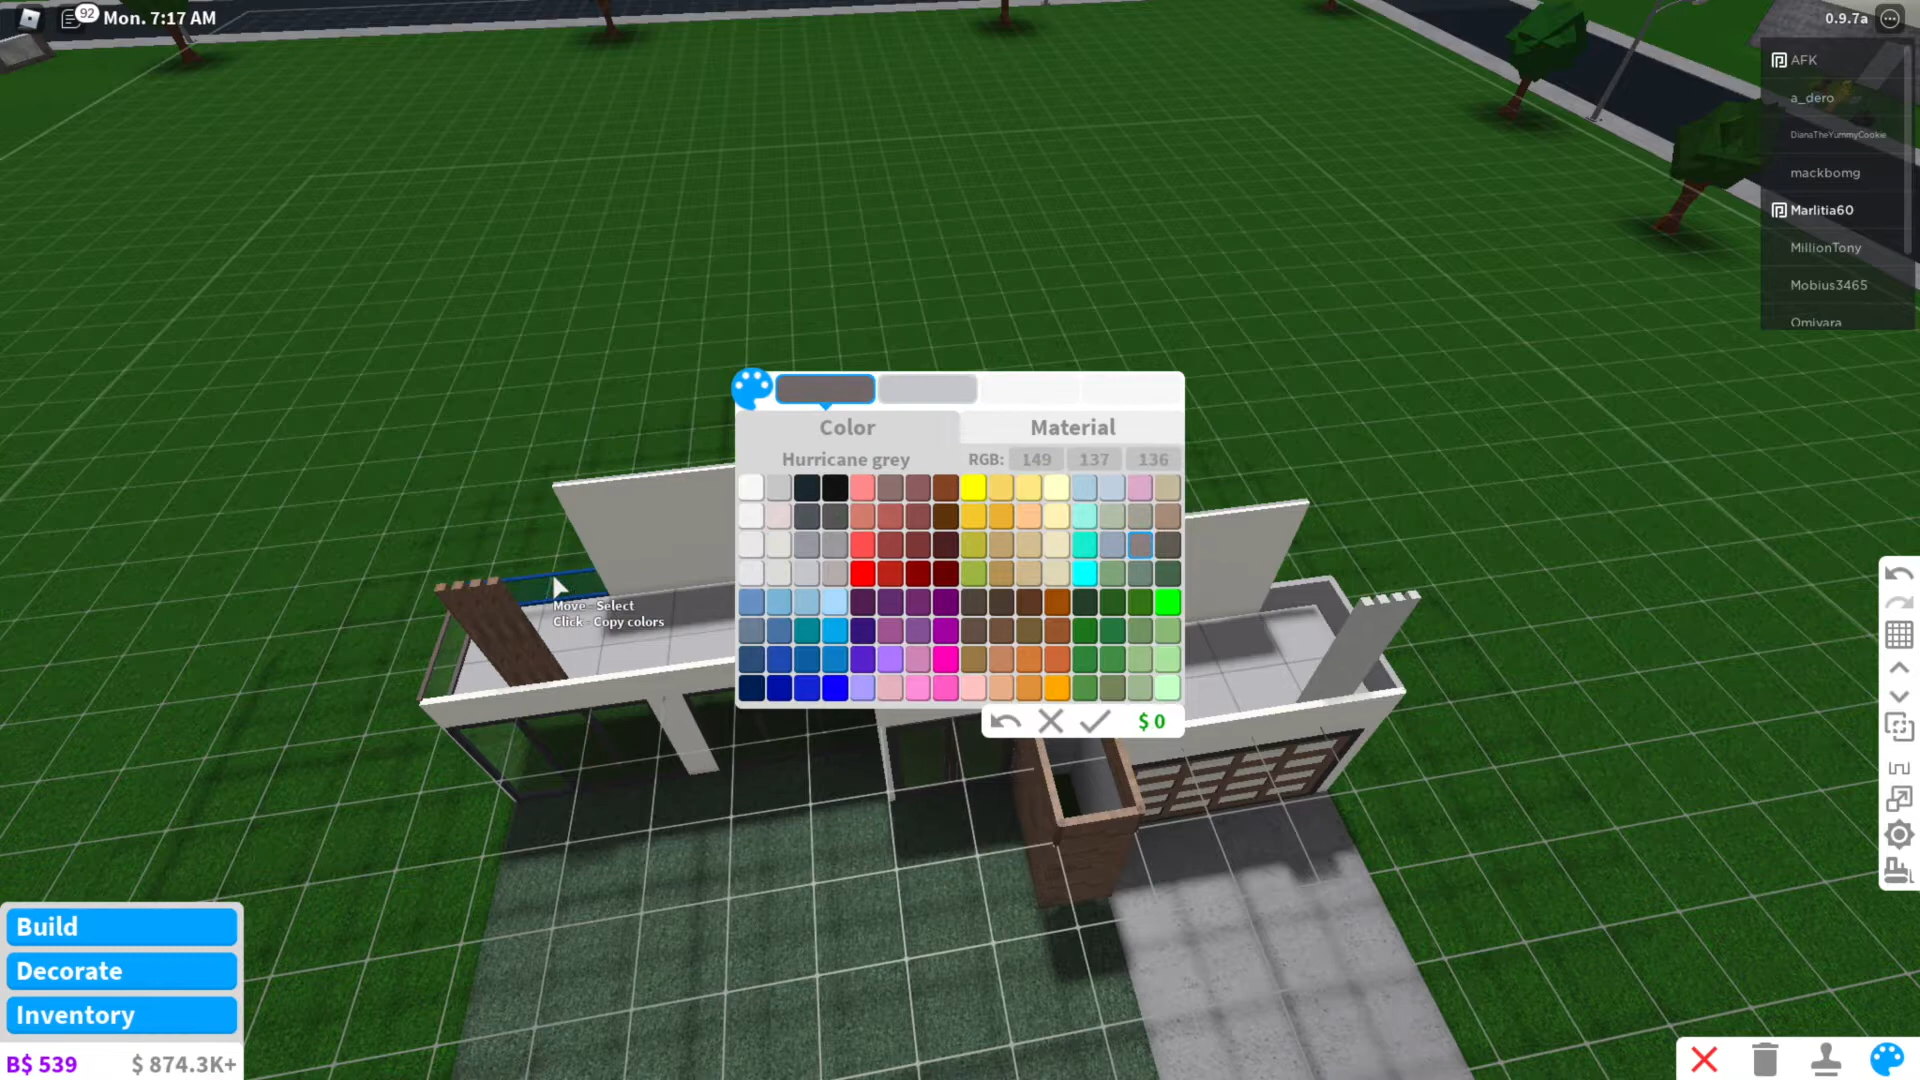 92 Mon. 7:17 AM
0.9.7a
AFK
a_dero
DianaTheYummyCookie
mackbomg
Marlitia60
MillionTony
Mobius3465
Omiyara
Color
Material
Hurricane grey
RGB: 149 137 136
Move - Select
Click - Copy colors
$ 0
Build
Decorate
Inventory
B$ 539
$ 874.3K+